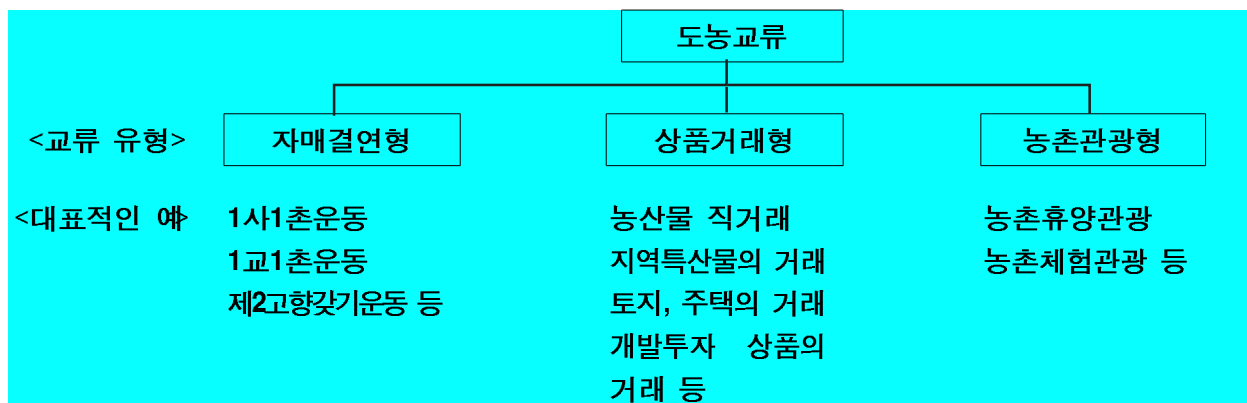 도농교류
<교류 유형> 자매결연형 상품거래형 농촌관광형
<대표적인 예> 1사1촌운동 농산물 직거래 농촌휴양관광
1교1촌운동 지역특산물의 거래 농촌체험관광 등
제2고향갖기운동 등 토지, 주택의 거래
개발투자 상품의
거래 등